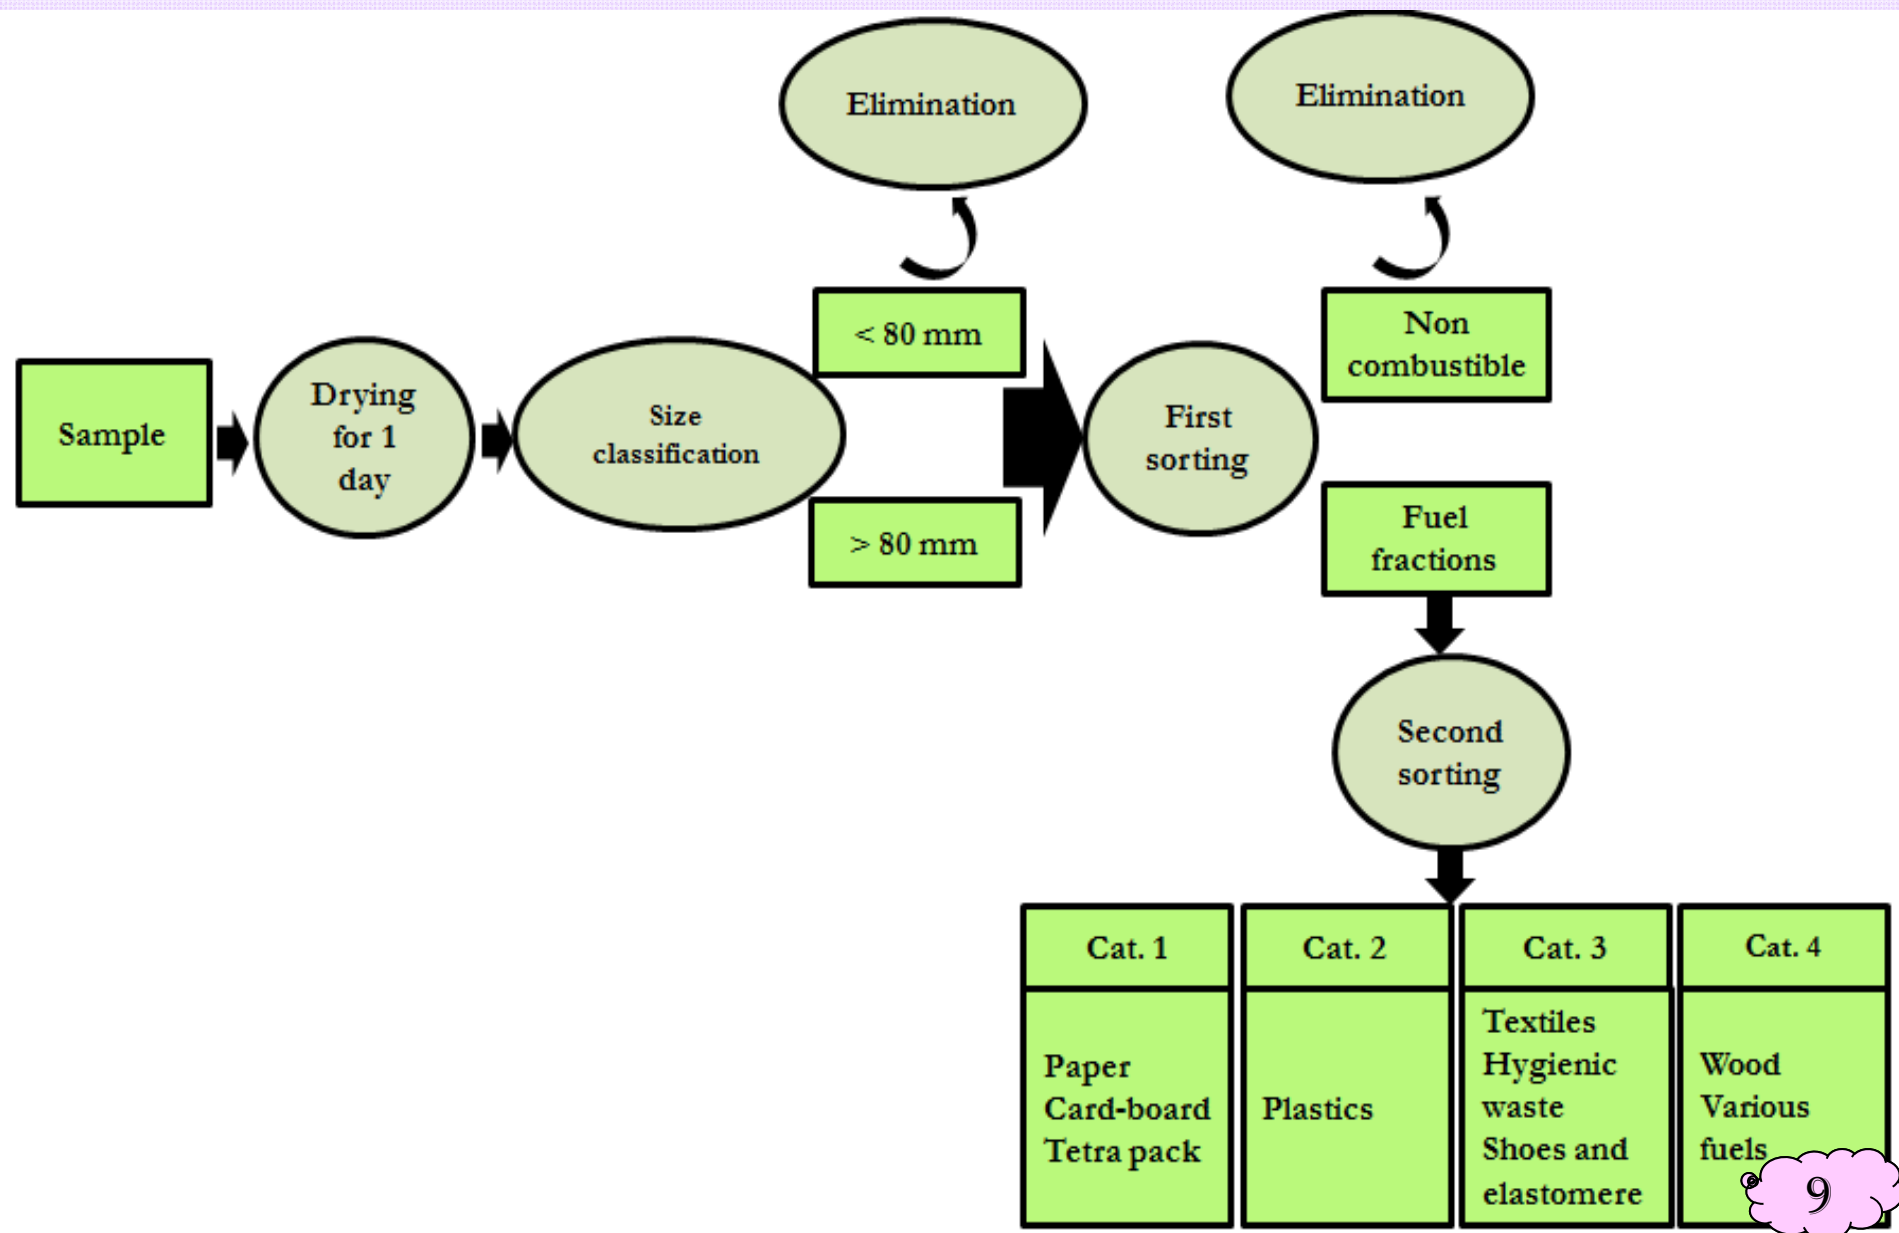 Elimination
Elimination
< 80 mm
Non
combustible
Sample
Drying
for 1
day
Size
classification
First
sorting
> 80 mm
Fuel
fractions
Second
sorting
Cat. 1
Cat. 2
Cat. 3
Cat. 4
Paper
Card-board
Tetra pack
Plastics
Textiles
Hygienic
waste
Shoes and
elastomere
Wood
Various
fuels
9